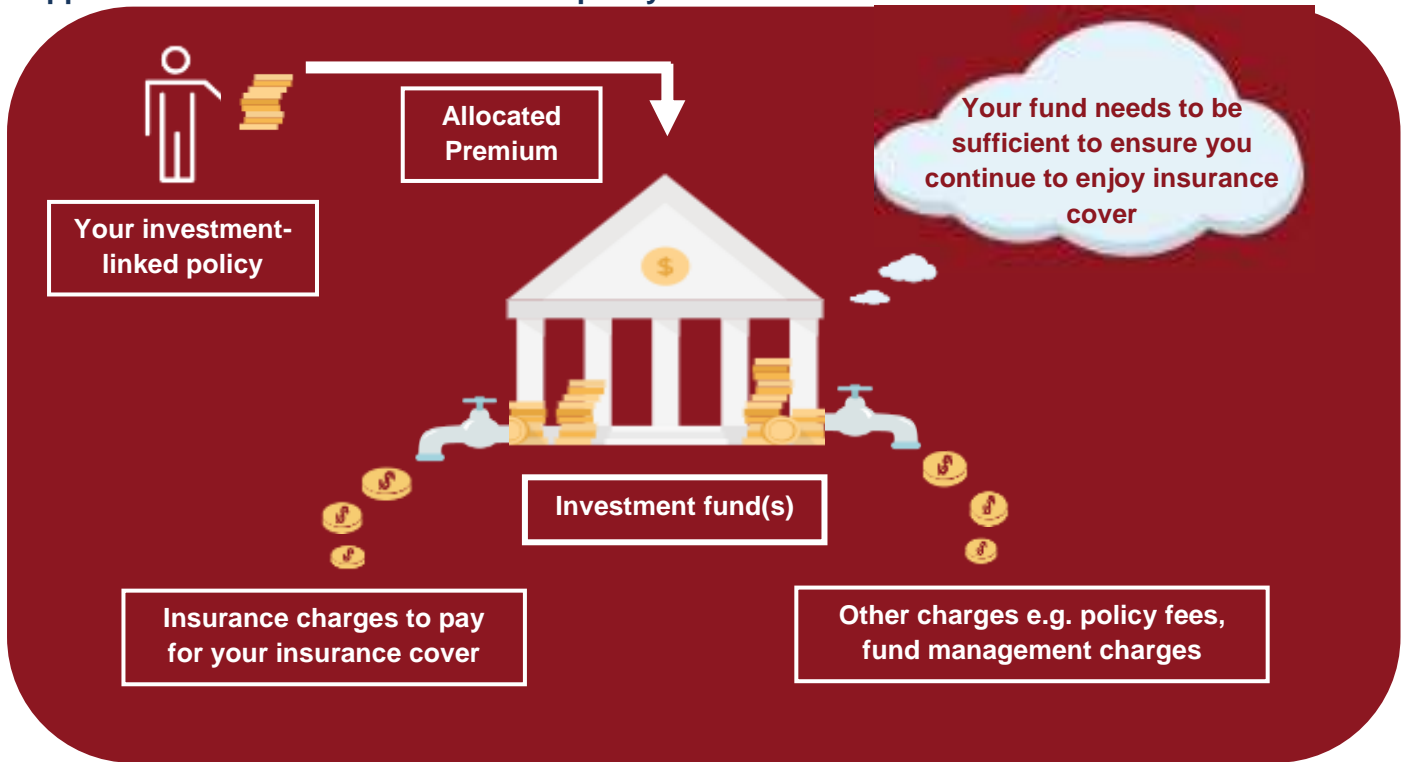 Allocated
Premium
Your fund needs to be
sufficient to ensure you
continue to enjoy insurance
cover
Your investment-
linked policy
$
Investment fund(s)
Insurance charges to pay
for your insurance cover
Other charges e.g. policy fees,
fund management charges